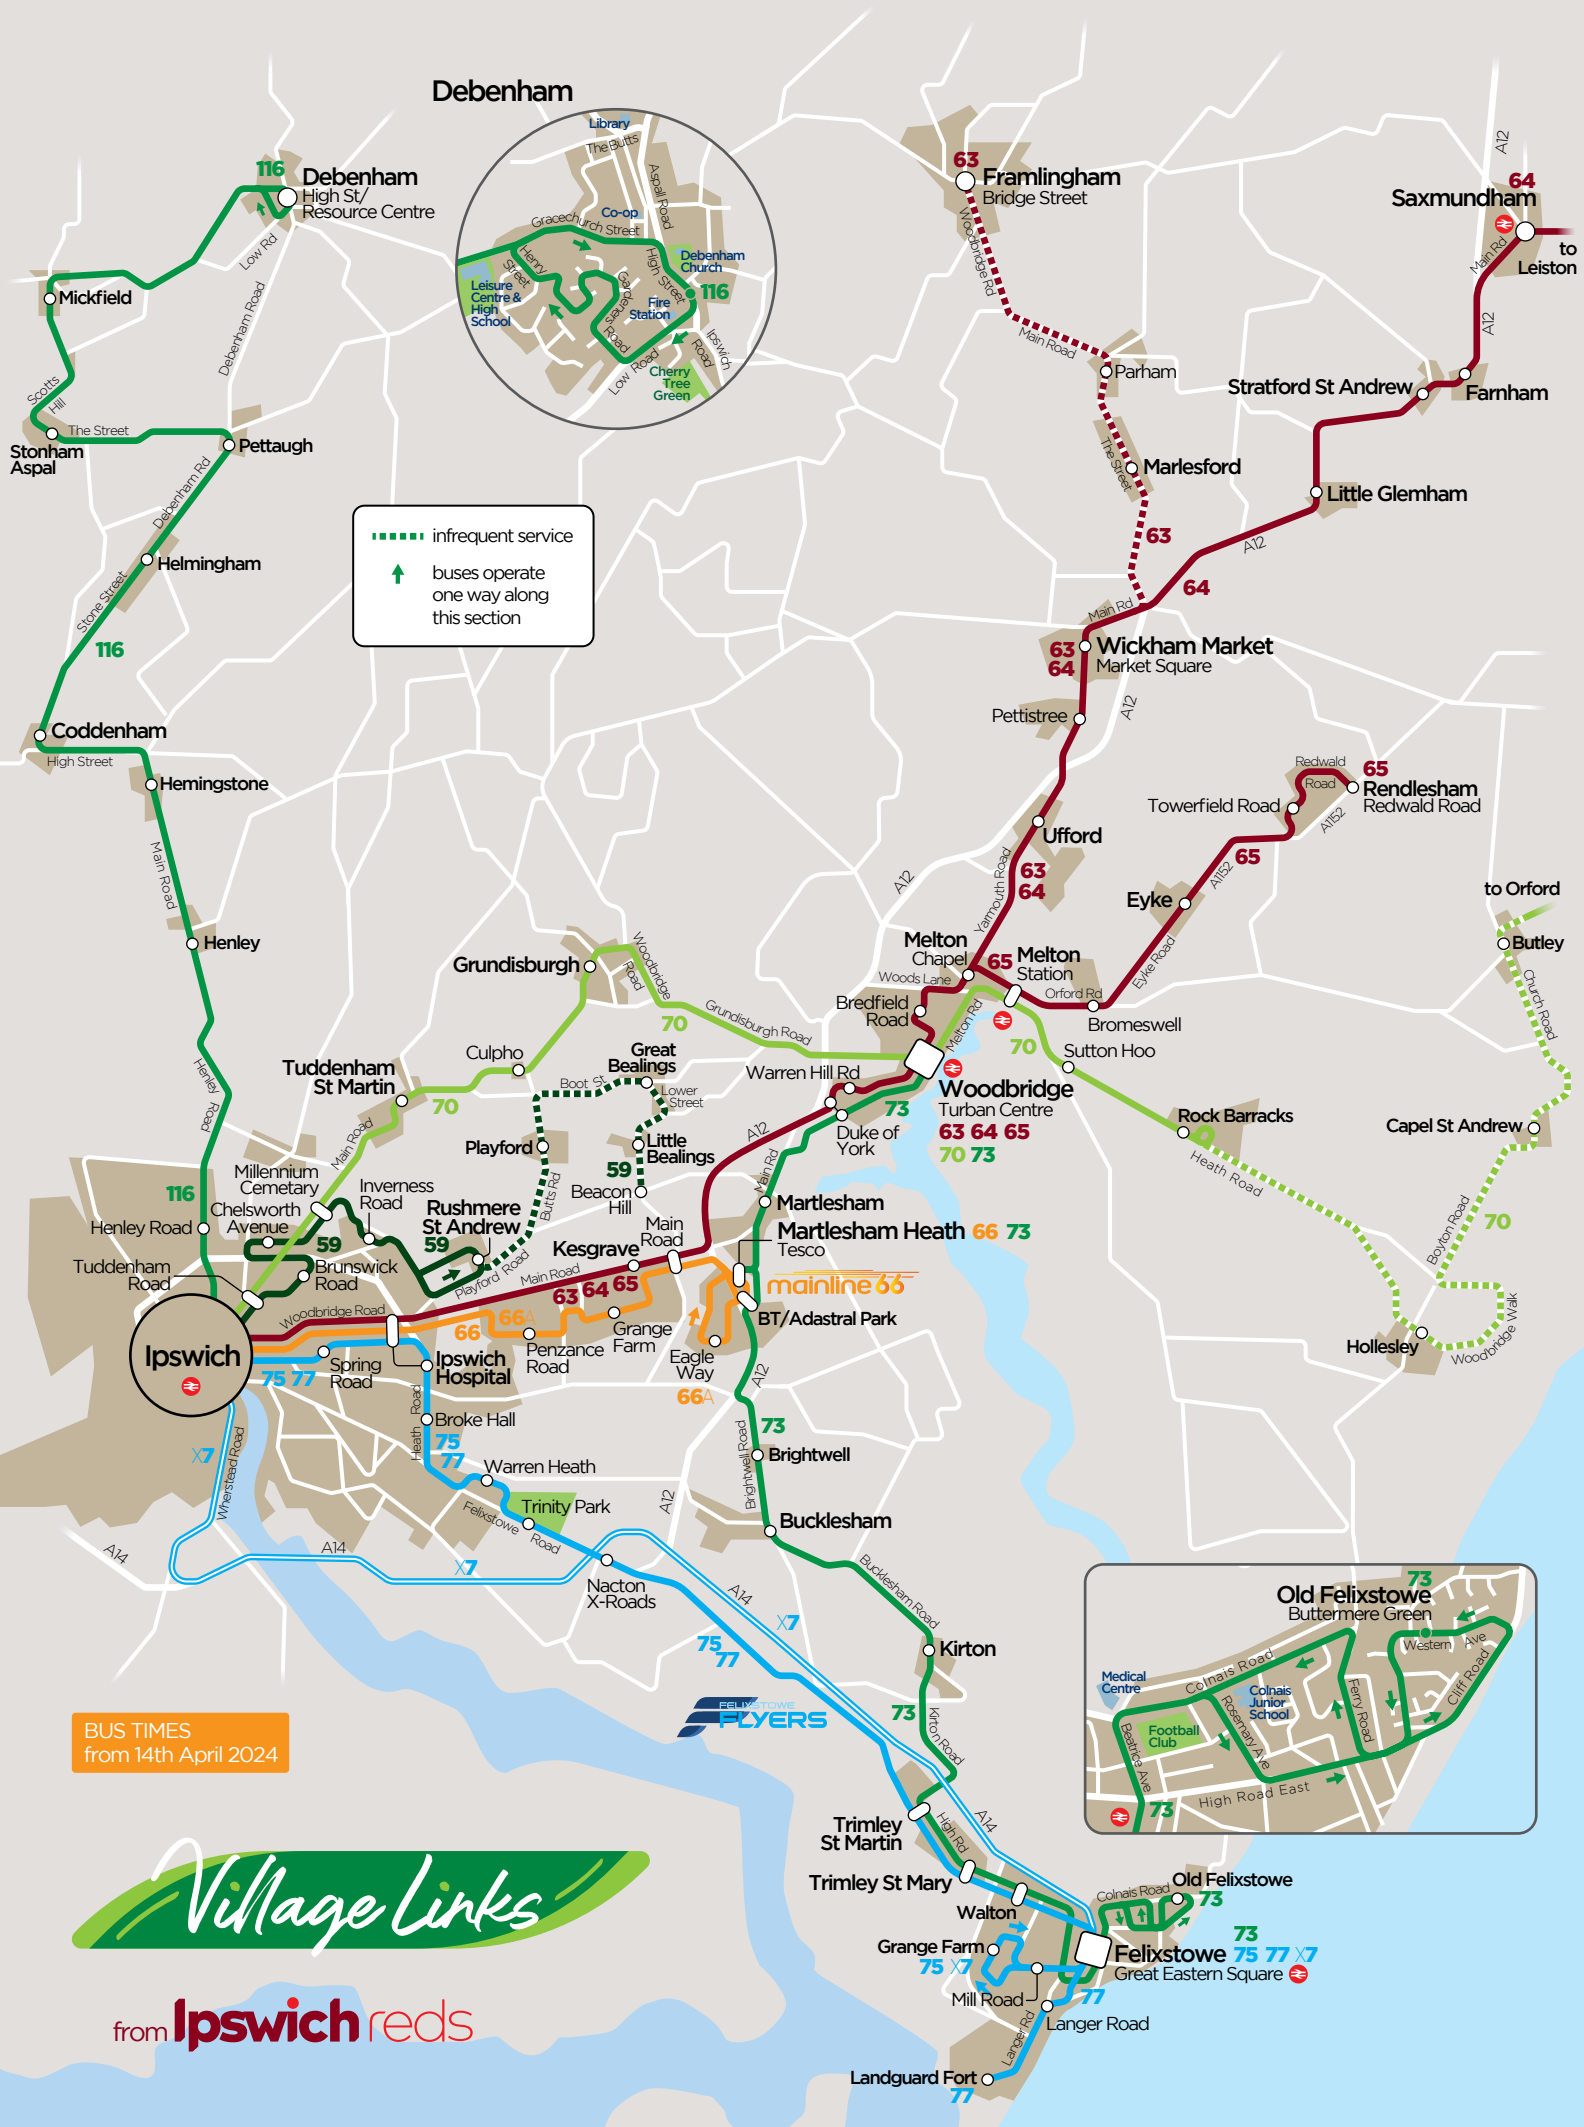 Debenham
Library
The Butts
Aspall Road
Co-op
Gracechurch Street
Henry
Street
High Street
Debenham
Church
Leisure
Centre &
High
School
Gardeners
Road
Fire
Station
116
Ipswich
Road
Low Road
Cherry
Tree
Green
116
Debenham
High St/
Resource Centre
Low Rd
Mickfield
Debenham Road
Scotts
Hill
The Street
Stonham
Aspal
Pettaugh
Debenham Rd
Helmingham
Stone Street
116
Coddenham
High Street
Hemingstone
Main Road
Henley
Henley Road
116
Henley Road
infrequent service
buses operate
one way along
this section
63
Framlingham
Bridge Street
Woodbridge Rd
Main Road
Parham
The Street
Marlesford
63
A12
64
Saxmundham
to
Leiston
Main Rd
A12
Stratford St Andrew
Farnham
Little Glemham
A12
64
Main Rd
63
64
Wickham Market
Market Square
Pettistree
A12
Ufford
63
64
Yarmouth Road
A12
Redwald
Road
65
Rendlesham
Redwald Road
Towerfield Road
A1152
65
A1152
Eyke
Eyke Road
to Orford
Butley
Church Road
Capel St Andrew
70
Boyton Road
Hollesley
Woodbridge Walk
Melton
Chapel
65
Melton
Station
Woods Lane
Orford Rd
Bromeswell
Bredfield
Road
Melton Rd
70
Sutton Hoo
Rock Barracks
Heath Road
Woodbridge
Turban Centre
63 64 65
70 73
Grundisburgh
Woodbridge
Road
70
Grundisburgh Road
Culpho
Tuddenham
St Martin
70
Main Road
Great
Bealings
Boot St
Lower
Street
Playford
Little
Bealings
59
Beacon
Hill
Butts Rd
Warren Hill Rd
73
Duke of
York
A12
Main Rd
Martlesham
Martlesham Heath 66 73
Tesco
mainline 66
BT/Adastral Park
Millennium
Cemetary
Chelsworth
Avenue
Inverness
Road
59
Rushmere
St Andrew
59
Playford Road
Brunswick
Road
Tuddenham
Road
Main
Road
Kesgrave
Main Road
63 64 65
Woodbridge Road
66
66A
Penzance
Road
Grange
Farm
Eagle
Way
66A
Ipswich
75 77
Spring
Road
Ipswich
Hospital
Heath Road
Broke Hall
75
77
Warren Heath
Trinity Park
Felixstowe
Road
X7
Wherstead Road
A14
A14
X7
Nacton
X-Roads
A12
A12
73
Brightwell Road
Brightwell
Bucklesham
Bucklesham Road
Kirton
73
Kirton Road
A14
X7
75
77
FELIXSTOWE
FLYERS
Trimley
St Martin
High Rd
A14
Trimley St Mary
Walton
Grange Farm
75 X7
Mill Road
77
Langer Road
Langer Rd
Landguard Fort
77
Colnais Road
Old Felixstowe
73
73
Felixstowe 75 77 X7
Great Eastern Square
73
Old Felixstowe
Buttermere Green
Western Ave
Cliff Road
Colnais Road
Medical
Centre
Colnais
Junior
School
Ferry Road
Rosemary Ave
Football
Club
Beatrice Ave
73
High Road East
BUS TIMES
from 14th April 2024
Village Links
from Ipswich reds